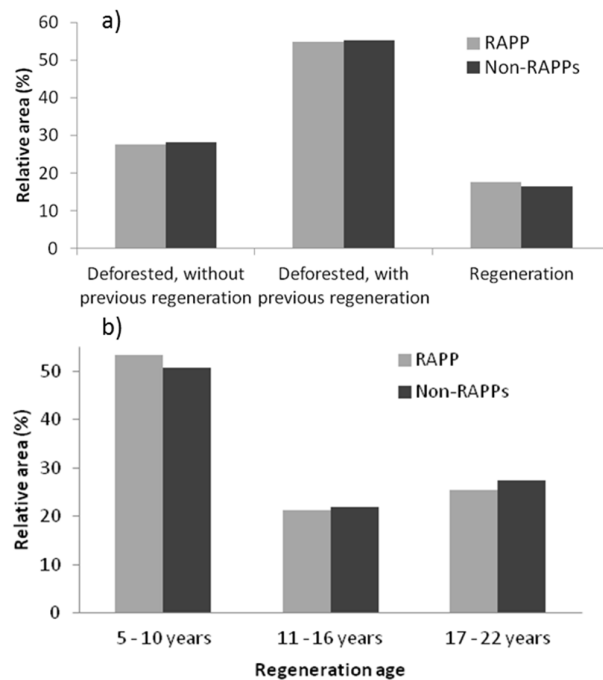 a)
60
50
40
30
20
10
0
Relative area (%)
RAPP
Non-RAPPs
Deforested, without
previous regeneration
Deforested, with
previous regeneration
Regeneration
b)
50
40
30
20
10
0
Relative area (%)
RAPP
Non-RAPPs
5 - 10 years
11 - 16 years
17 - 22 years
Regeneration age